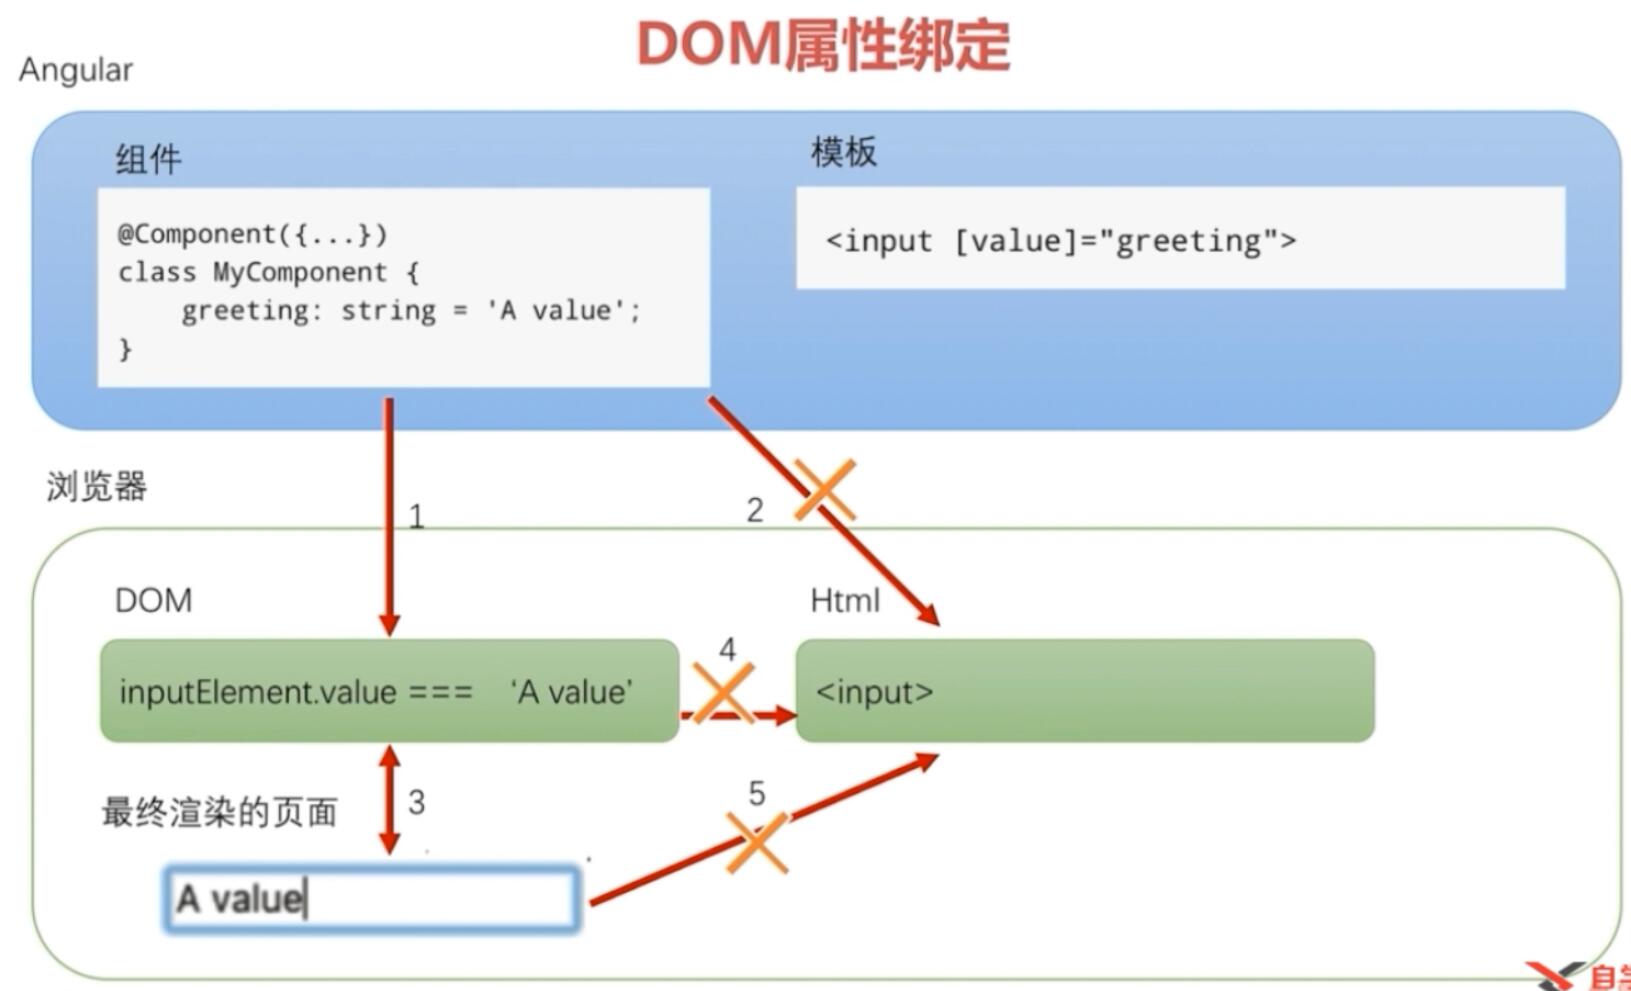 DOM属性绑定
Angular
组件
@Component({...})
class MyComponent {
greeting: string = 'A value';
}
模板
<input [value]="greeting">
浏览器
1
2
DOM
inputElement.value === ‘A value’
4
Html
<input>
3
5
最终渲染的页面
A value
自